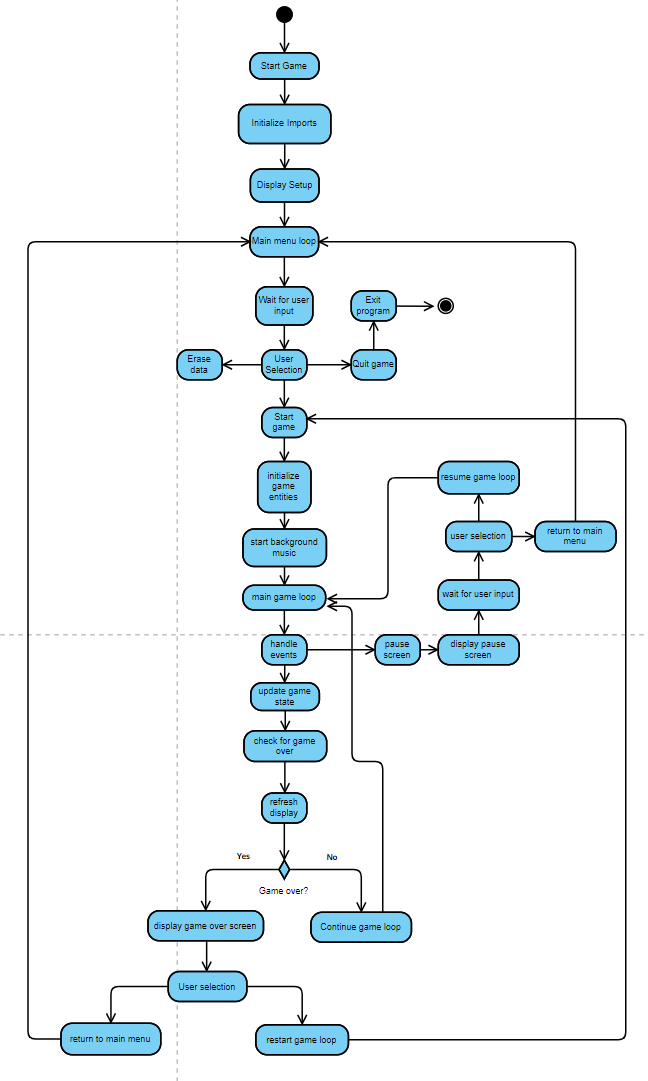 Start Game
Initialize Imports
Display Setup
Main menu loop
Wait for user
input
Exit
program
Erase
data
User
Selection
Quit game
Start
game
initialize
game
entities
resume game loop
start background
music
user selection
return to main
menu
main game loop
wait for user input
handle
events
pause
screen
display pause
screen
update game
state
check for game
over
refresh
display
Yes
No
Game over?
display game over screen
Continue game loop
User selection
return to main menu
restart game loop